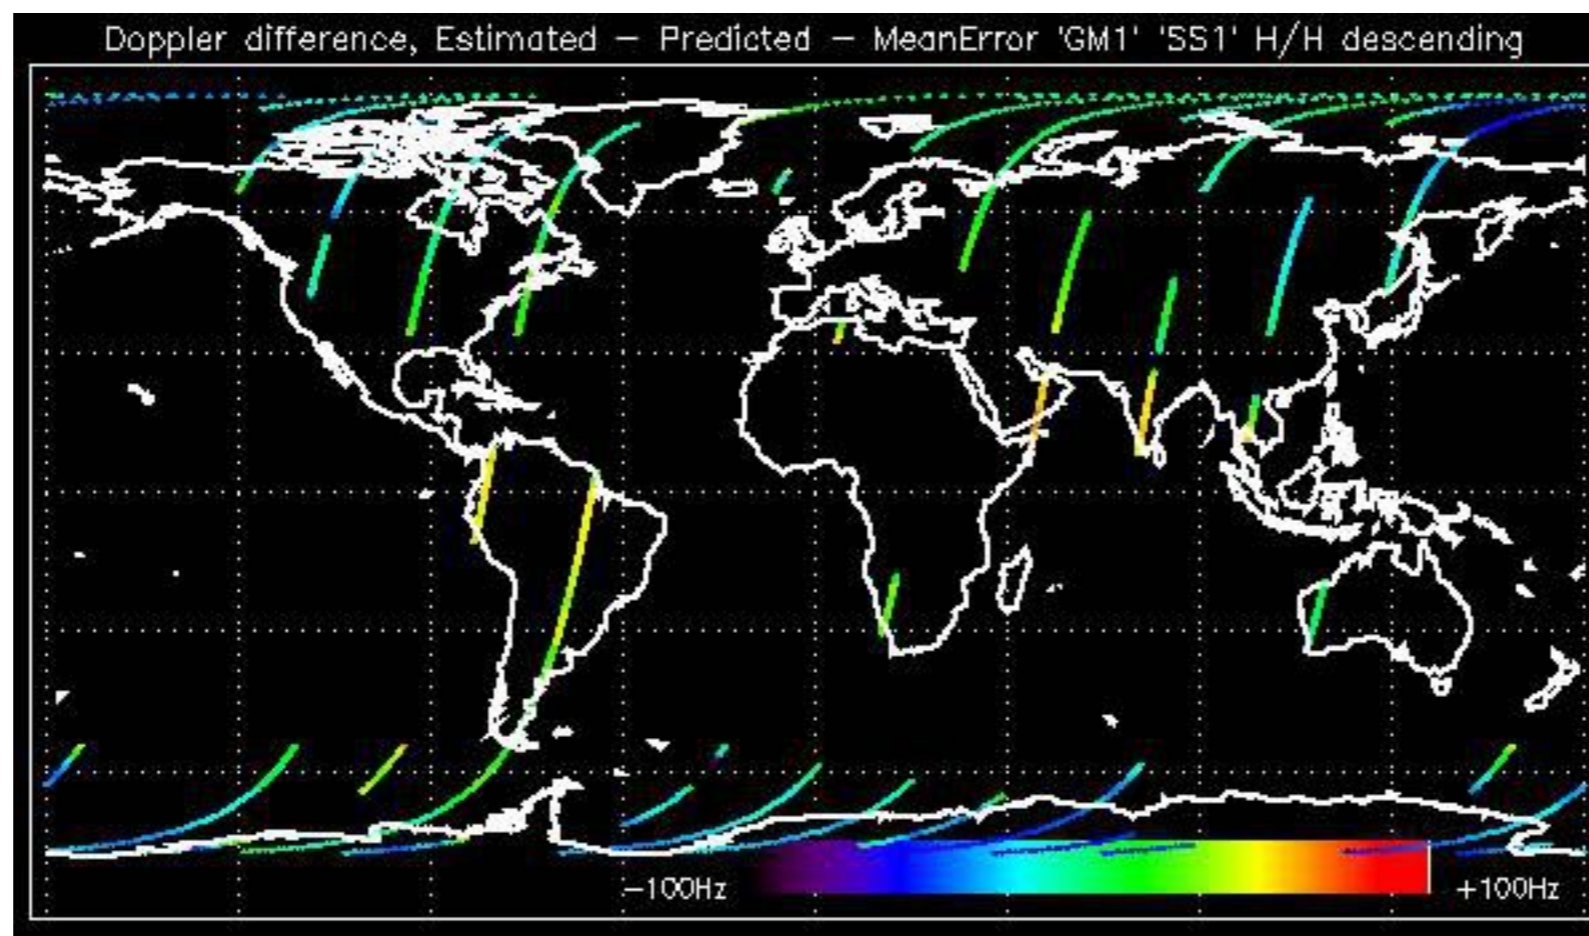 Doppler difference, Estimated – Predicted – MeanError 'GM1' 'SS1' H/H descending
−100Hz +100Hz